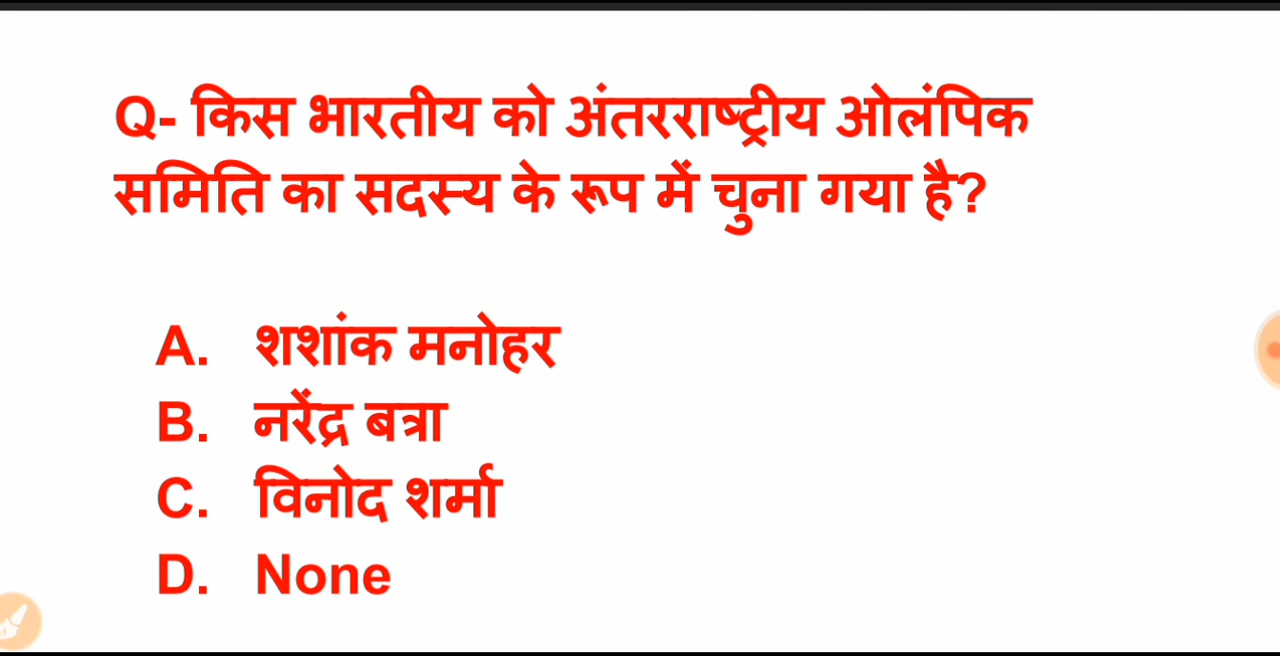 Q- किस भारतीय को अंतरराष्ट्रीय ओलंपिक
समिति का सदस्य के रूप में चुना गया है?
A. शशांक मनोहर
B. नरेंद्र बत्रा
C. विनोद शर्मा
D. None